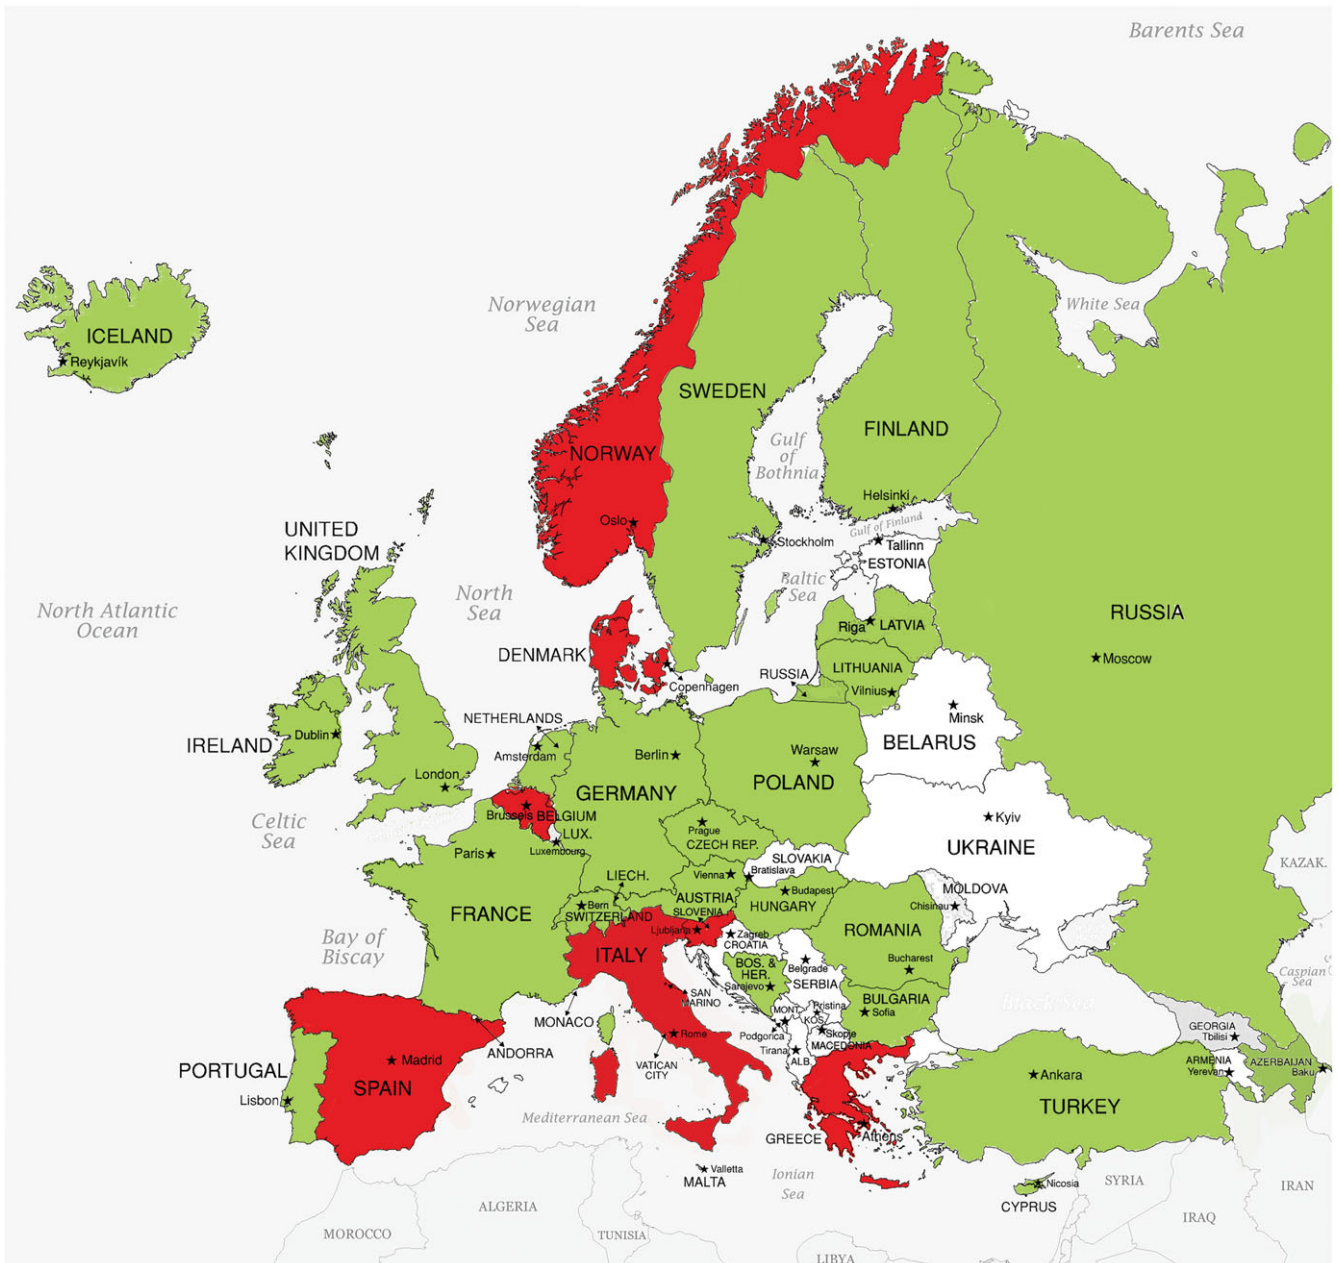 Barents Sea
Norwegian
Sea
White Sea
ICELAND
Reykjavík
SWEDEN
FINLAND
NORWAY
Gulf
of
Bothnia
Helsinki
Oslo
Gulf of Finland
Stockholm
Tallinn
ESTONIA
UNITED
KINGDOM
North
Sea
Baltic
Sea
North Atlantic
Ocean
RUSSIA
Riga
LATVIA
Moscow
DENMARK
Copenhagen
RUSSIA
LITHUANIA
Vilnius
NETHERLANDS
Minsk
BELARUS
IRELAND
Dublin
Amsterdam
Berlin
Warsaw
POLAND
London
GERMANY
Celtic
Sea
Brussels
BELGIUM
LUX.
Luxembourg
Prague
CZECH REP.
Kyiv
UKRAINE
Paris
SLOVAKIA
Bratislava
KAZAK.
LIECH.
Vienna
AUSTRIA
Budapest
HUNGARY
MOLDOVA
Chisinau
FRANCE
Bern
SWITZERLAND
SLOVENIA
Ljubljana
Zagreb
CROATIA
ROMANIA
Bucharest
Bay of
Biscay
ITALY
BOS. &
HER.
Sarajevo
Belgrade
SERBIA
Caspian
Sea
SAN
MARINO
MONACO
MONT.
Podgorica
Pristina
KOS.
BULGARIA
Sofia
Black Sea
GEORGIA
Tbilisi
ANDORRA
Rome
VATICAN
CITY
Skopje
MACEDONIA
Tirana
ALB.
ARMENIA
Yerevan
AZERBAIJAN
Baku
PORTUGAL
Lisbon
Madrid
SPAIN
Ankara
TURKEY
Mediterranean Sea
GREECE
Athens
Valletta
MALTA
Ionian
Sea
Nicosia
CYPRUS
SYRIA
IRAN
IRAQ
ALGERIA
MOROCCO
TUNISIA
LIBYA